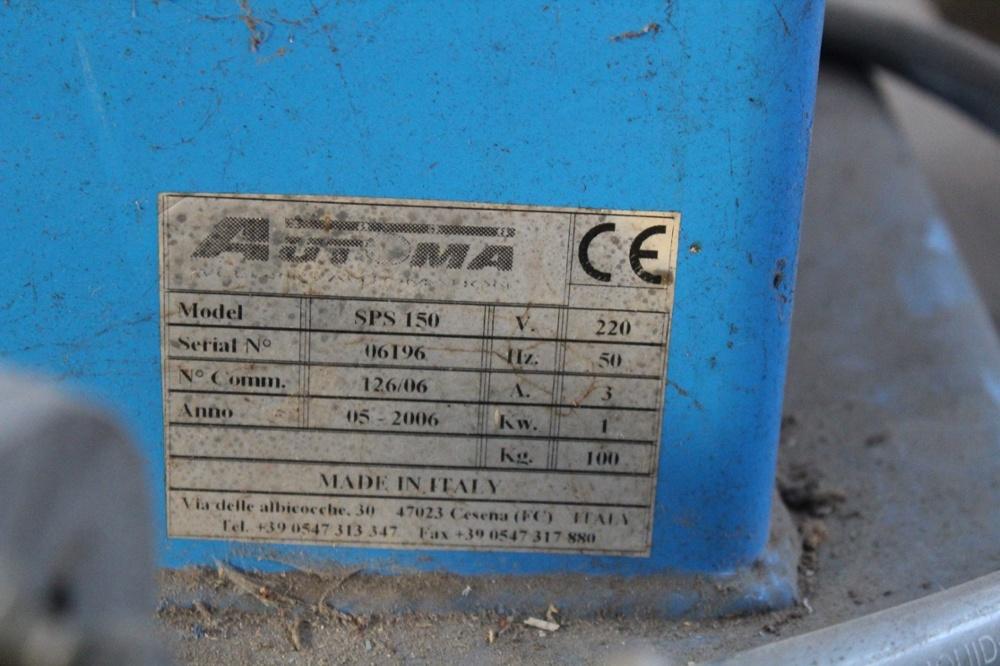 AUTOMA
CE
Model SPS 150 V. 220
Serial N° 06196 Hz. 50
N° Comm. 126/06 A. 3
Anno 05 - 2006 Kw. 1
Kg. 100
MADE IN ITALY
Via delle albicocche, 30 47023 Cesena (FC) ITALY
Tel. +39 0547 313 347 Fax +39 0547 317 880